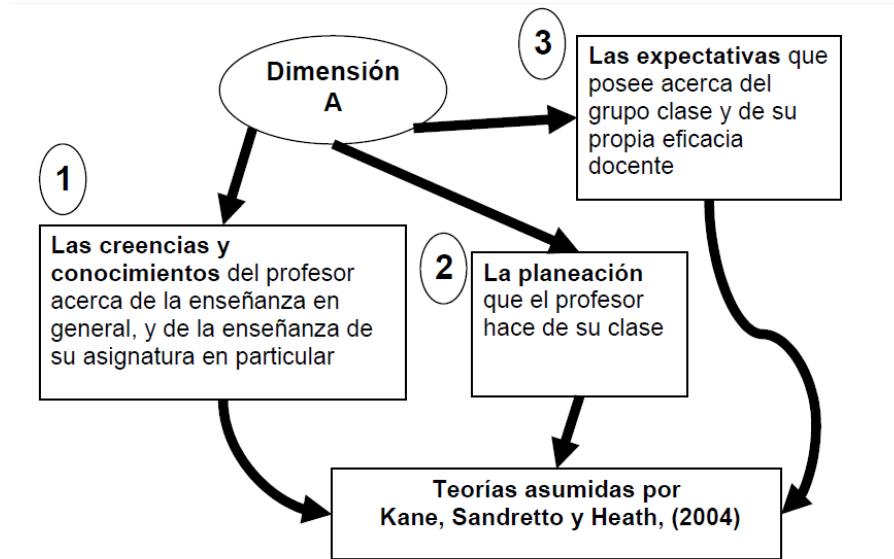 Dimensión
A
1
Las creencias y
conocimientos del profesor
acerca de la enseñanza en
general, y de la enseñanza de
su asignatura en particular
2
La planeación
que el profesor
hace de su clase
3
Las expectativas que
posee acerca del
grupo clase y de su
propia eficacia
docente
Teorías asumidas por
Kane, Sandretto y Heath, (2004)